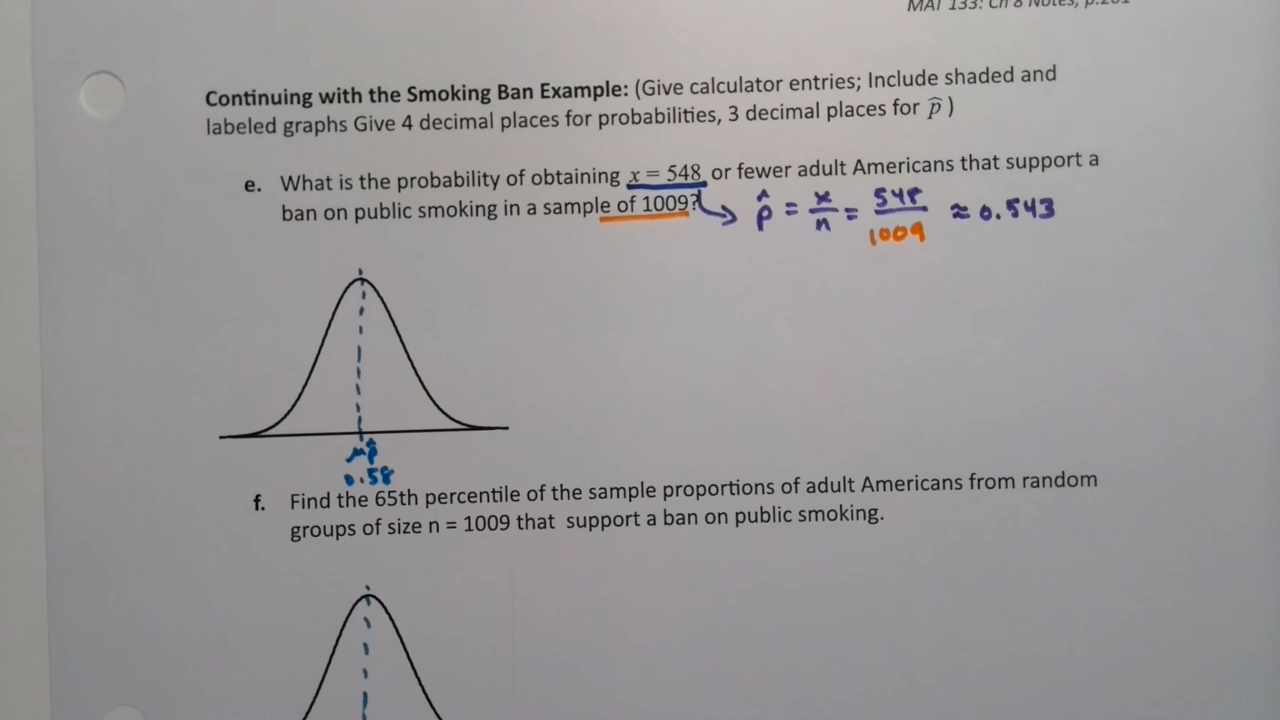 MAT 133: Ch 8 Notes, p.261
Continuing with the Smoking Ban Example: (Give calculator entries; Include shaded and
labeled graphs Give 4 decimal places for probabilities, 3 decimal places for p̂ )
e. What is the probability of obtaining x = 548 or fewer adult Americans that support a
ban on public smoking in a sample of 1009? p̂ = x/n = 548/1009 ≈ 0.543
μp̂
0.58
f. Find the 65th percentile of the sample proportions of adult Americans from random
groups of size n = 1009 that support a ban on public smoking.